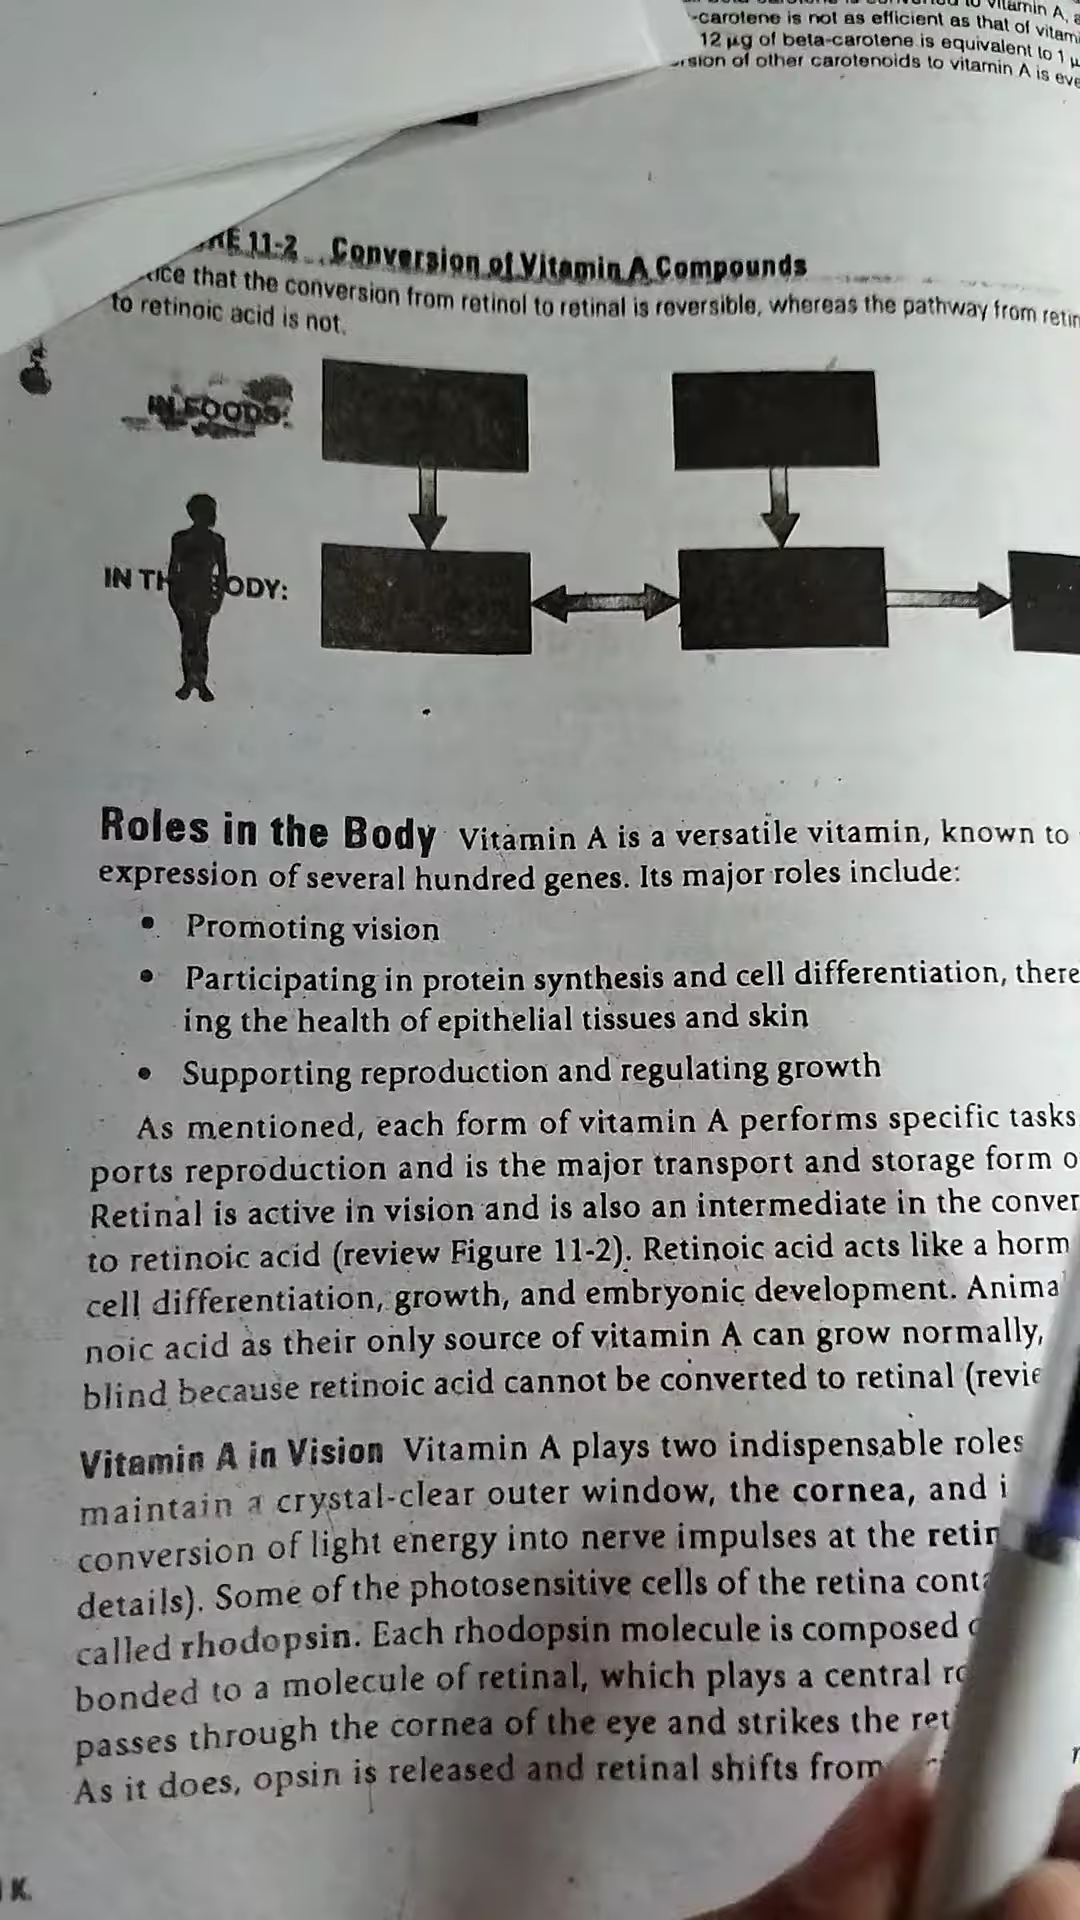 to vitamin A,
-carotene is not as efficient as that of
12 µg of beta-carotene is equivalent to 1
of other carotenoids to vitamin A is
11-2 Conversion of Vitamin A Compounds
that the conversion from retinol to retinal is reversible, whereas the pathway from
to retinoic acid is not.
IN FOODS:
IN TH ODY:
Roles in the Body Vitamin A is a versatile vitamin, known to
expression of several hundred genes. Its major roles include:
• Promoting vision
• Participating in protein synthesis and cell differentiation, there
ing the health of epithelial tissues and skin
• Supporting reproduction and regulating growth
As mentioned, each form of vitamin A performs specific tasks
ports reproduction and is the major transport and storage form o
Retinal is active in vision and is also an intermediate in the conver
to retinoic acid (review Figure 11-2). Retinoic acid acts like a horm
cell differentiation, growth, and embryonic development. Anima
noic acid as their only source of vitamin A can grow normally,
blind because retinoic acid cannot be converted to retinal (revie
Vitamin A in Vision Vitamin A plays two indispensable roles
maintain a crystal-clear outer window, the cornea, and i
conversion of light energy into nerve impulses at the retin
details). Some of the photosensitive cells of the retina cont
called rhodopsin. Each rhodopsin molecule is composed
bonded to a molecule of retinal, which plays a central
passes through the cornea of the eye and strikes the ret
As it does, opsin is released and retinal shifts from
K.